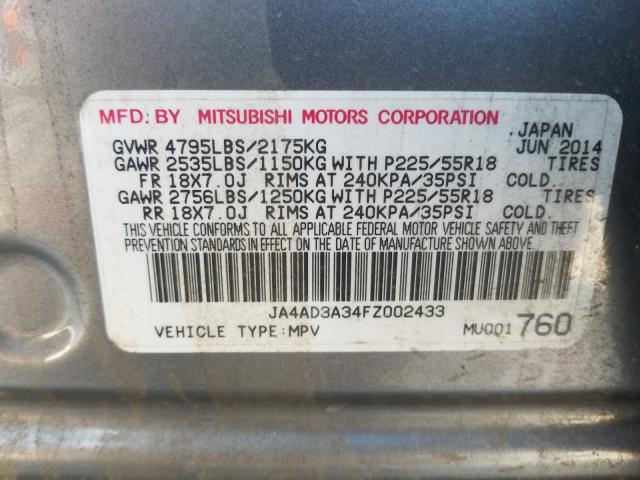 MFD. BY MITSUBISHI MOTORS CORPORATION, JAPAN
GVWR 4795LBS/2175KG JUN 2014
GAWR 2535LBS/1150KG WITH P225/55R18 TIRES
FR 18X7.0J RIMS AT 240KPA/35PSI COLD.
GAWR 2756LBS/1250KG WITH P225/55R18 TIRES
RR 18X7.0J RIMS AT 240KPA/35PSI COLD.
THIS VEHICLE CONFORMS TO ALL APPLICABLE FEDERAL MOTOR VEHICLE SAFETY AND THEFT
PREVENTION STANDARDS IN EFFECT ON THE DATE OF MANUFACTURE SHOWN ABOVE.
JA4AD3A34FZ002433
VEHICLE TYPE:MPV MU001760